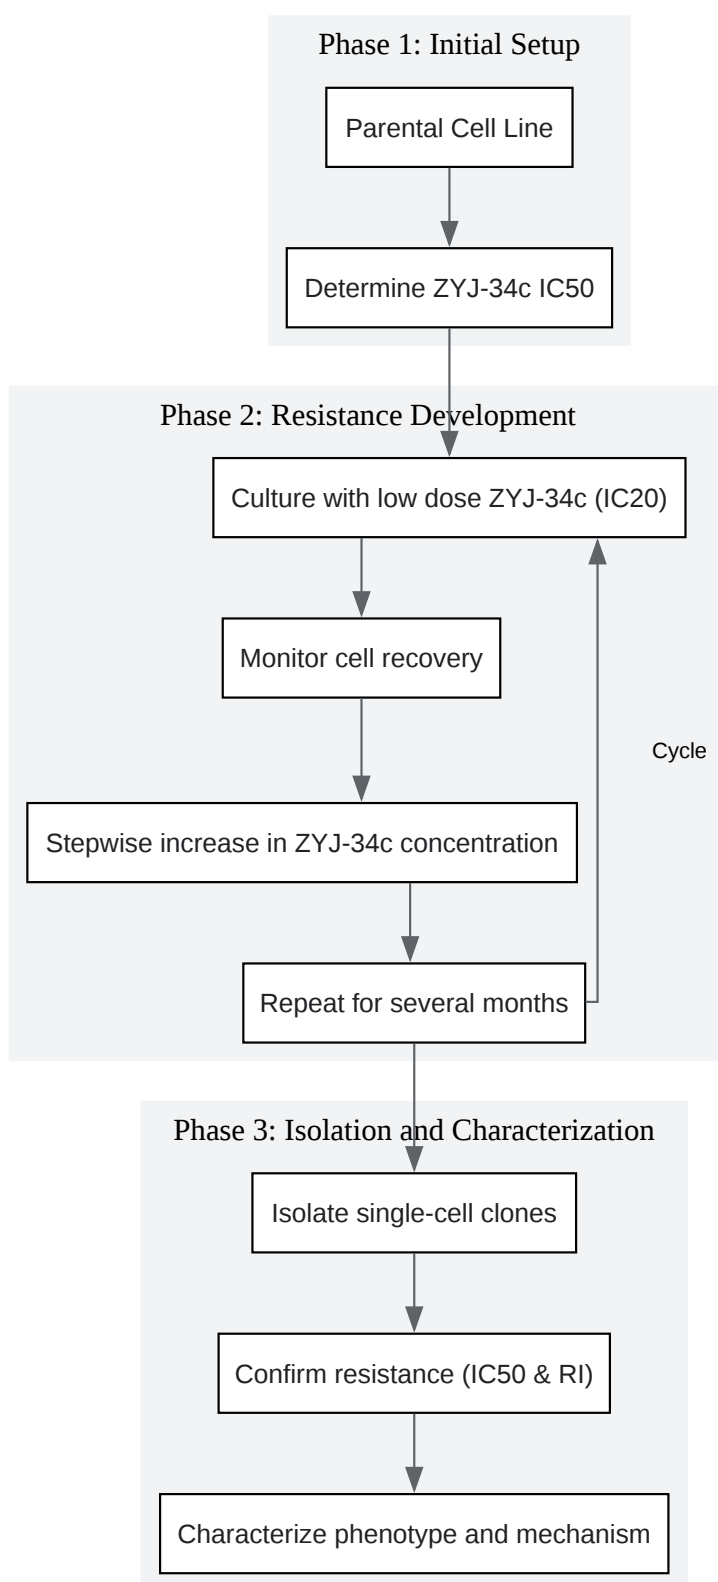 Phase 1: Initial Setup
Parental Cell Line
Determine ZYJ-34c IC50
Phase 2: Resistance Development
Culture with low dose ZYJ-34c (IC20)
Monitor cell recovery
Cycle
Stepwise increase in ZYJ-34c concentration
Repeat for several months
Phase 3: Isolation and Characterization
Isolate single-cell clones
Confirm resistance (IC50 & RI)
Characterize phenotype and mechanism